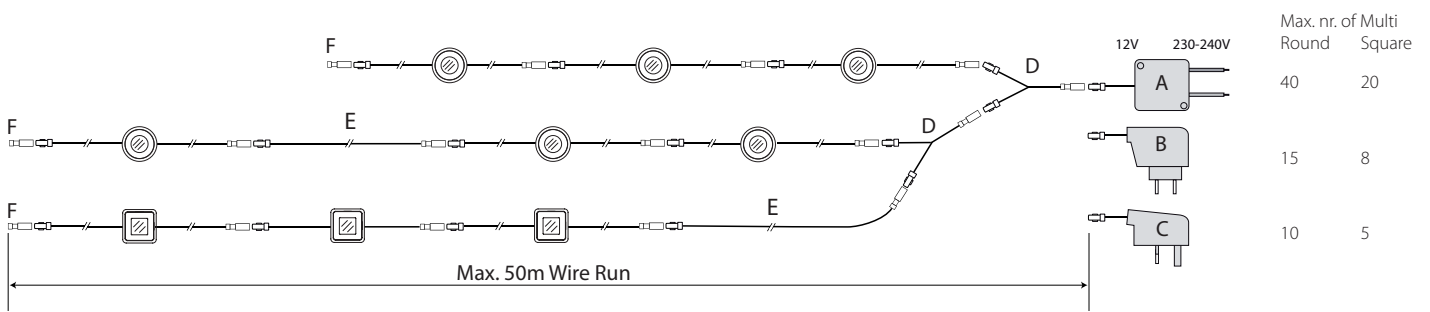 Max. nr. of Multi
12V 230-240V Round Square
F
D
A 40 20
F
E
D
B 15 8
F
E
C 10 5
Max. 50m Wire Run